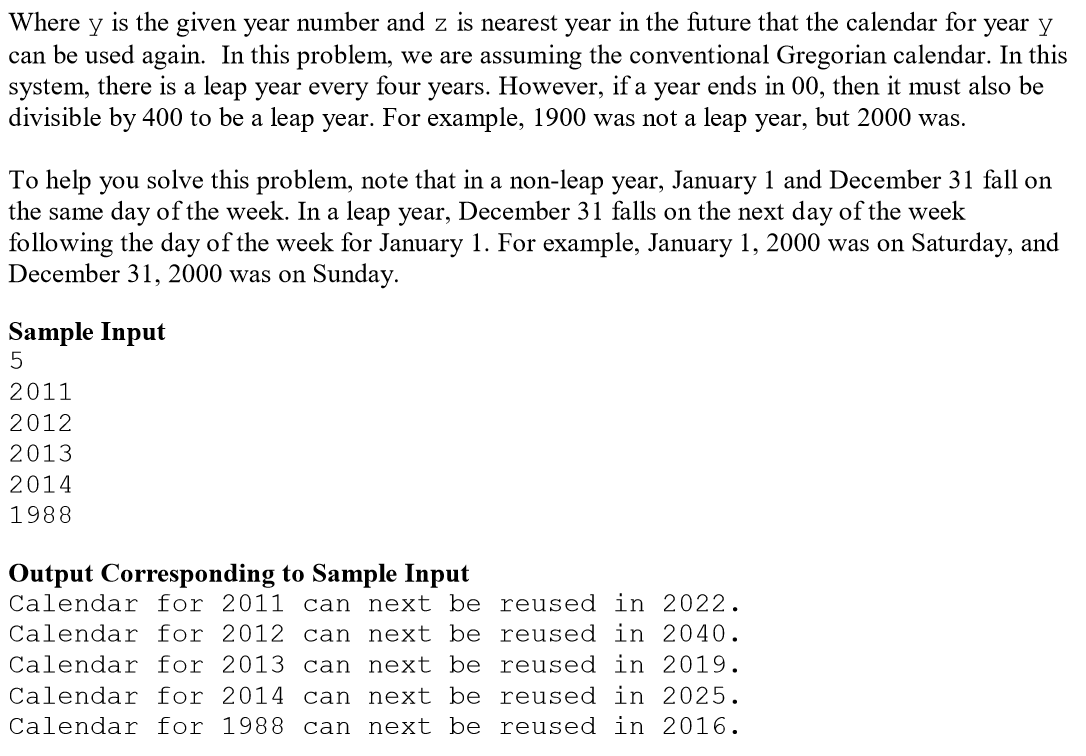 Where y is the given year number and z is nearest year in the future that the calendar for year y
can be used again.  In this problem, we are assuming the conventional Gregorian calendar. In this
system, there is a leap year every four years. However, if a year ends in 00, then it must also be
divisible by 400 to be a leap year. For example, 1900 was not a leap year, but 2000 was.
To help you solve this problem, note that in a non-leap year, January 1 and December 31 fall on
the same day of the week. In a leap year, December 31 falls on the next day of the week
following the day of the week for January 1. For example, January 1, 2000 was on Saturday, and
December 31, 2000 was on Sunday.
Sample Input
5
2011
2012
2013
2014
1988
Output Corresponding to Sample Input
Calendar for 2011 can next be reused in 2022.
Calendar for 2012 can next be reused in 2040.
Calendar for 2013 can next be reused in 2019.
Calendar for 2014 can next be reused in 2025.
Calendar for 1988 can next be reused in 2016.